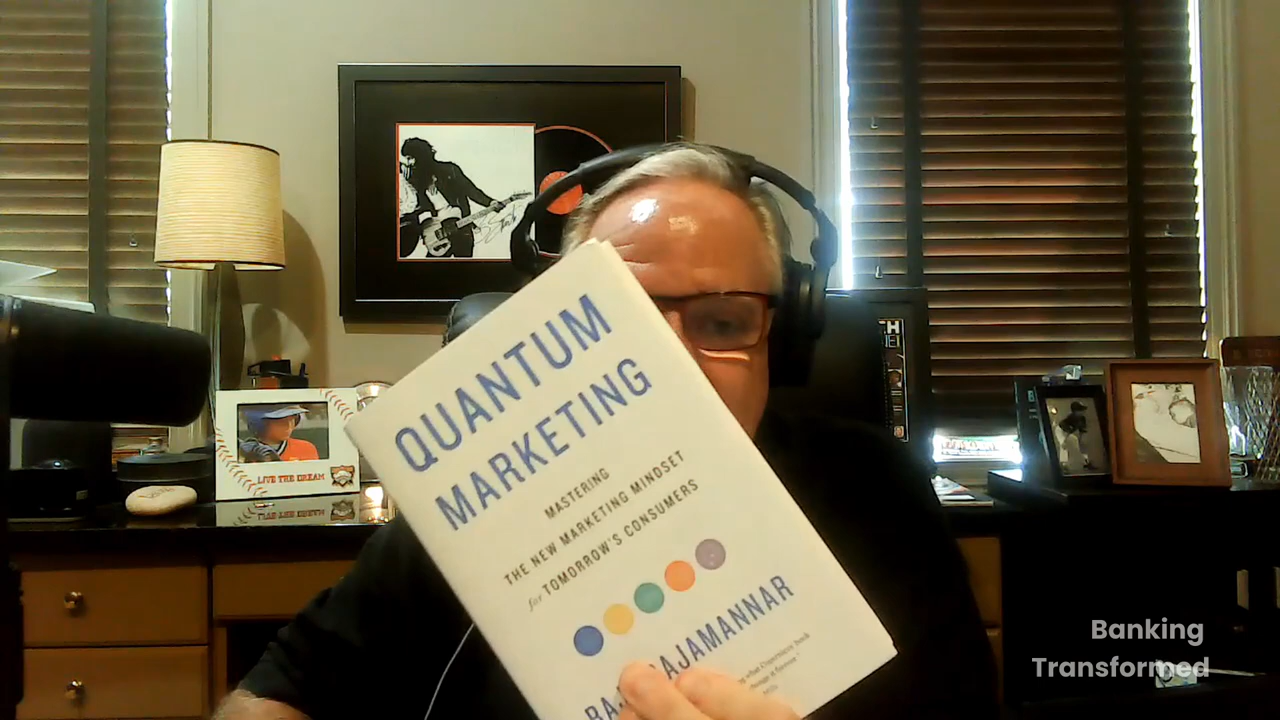 QUANTUM
MARKETING
MASTERING
THE NEW MARKETING MINDSET
for TOMORROW'S CONSUMERS
RAJAMANNAR
LIVE THE DREAM
Banking
Transformed